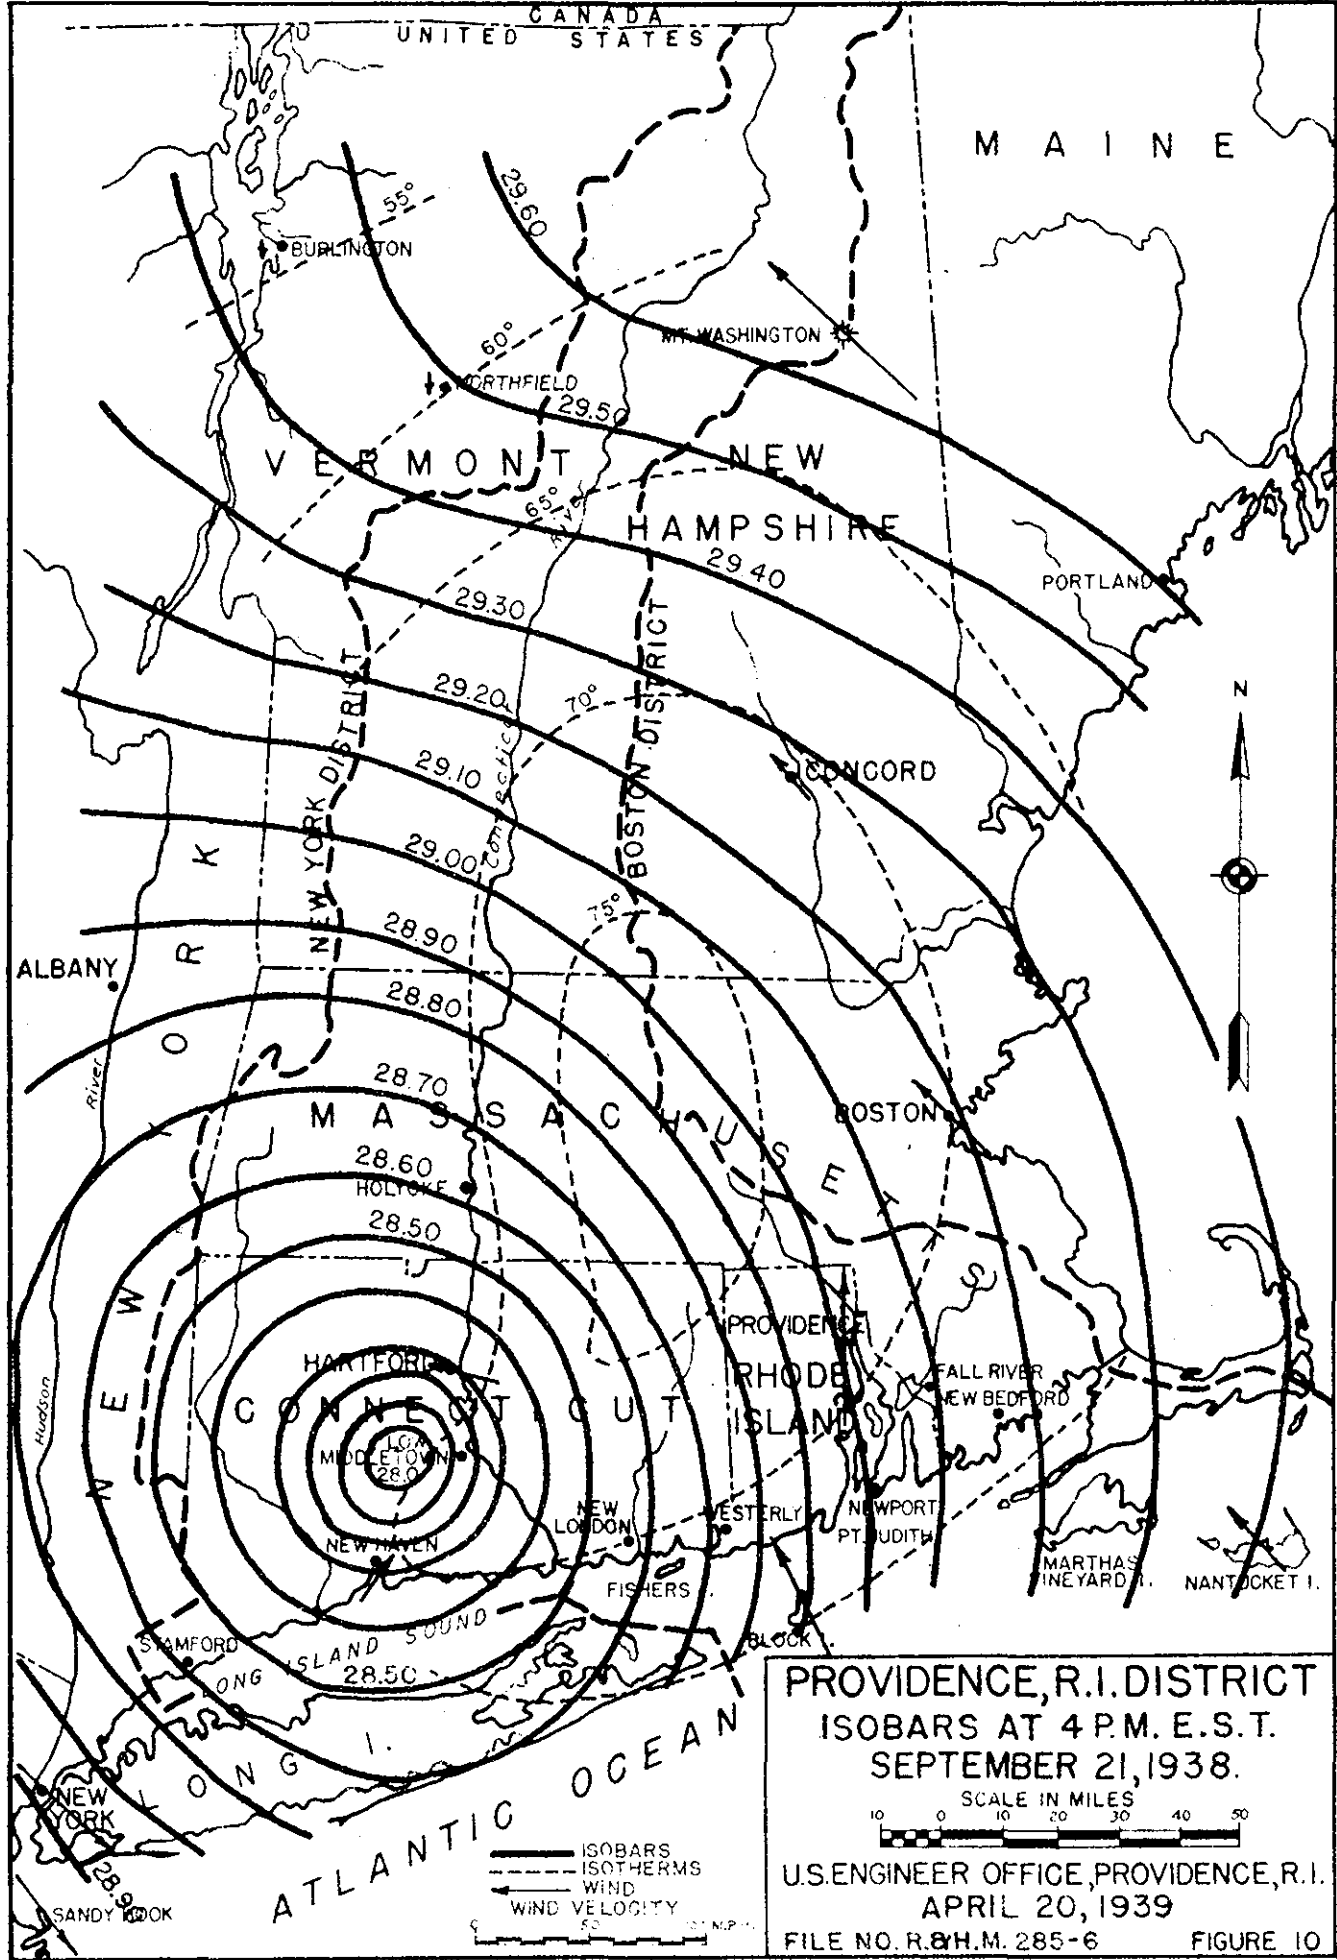 CANADA
UNITED STATES
MAINE
29.60
55°
BURLINGTON
60°
MT. WASHINGTON
NORTHFIELD
29.50
VERMONT
NEW
HAMPSHIRE
65°
River
29.40
PORTLAND
29.30
NEW YORK DISTRICT
BOSTON DISTRICT
29.20
70°
N
Connecticut
29.10
CONCORD
29.00
75°
28.90
ALBANY
28.80
River
28.70
MASSACHUSETTS
BOSTON
28.60
HOLYOKE
28.50
NEW YORK
PROVIDENCE
HARTFORD
RHODE
ISLAND
FALL RIVER
NEW BEDFORD
Hudson
CONNECTICUT
LOW
MIDDLETOWN
28.0
NEW
LONDON
WESTERLY
NEWPORT
PT. JUDITH
NEW HAVEN
FISHERS I.
MARTHAS
VINEYARD I.
NANTUCKET I.
STAMFORD
LONG ISLAND SOUND
BLOCK I.
28.50
LONG I.
NEW
YORK
28.90
SANDY HOOK
ATLANTIC OCEAN
ISOBARS
ISOTHERMS
WIND
WIND VELOCITY
0 50
PROVIDENCE, R.I. DISTRICT
ISOBARS AT 4 P.M. E.S.T.
SEPTEMBER 21, 1938.
SCALE IN MILES
10 0 10 20 30 40 50
U.S. ENGINEER OFFICE, PROVIDENCE, R.I.
APRIL 20, 1939
FILE NO. R.&H.M. 285-6 FIGURE 10